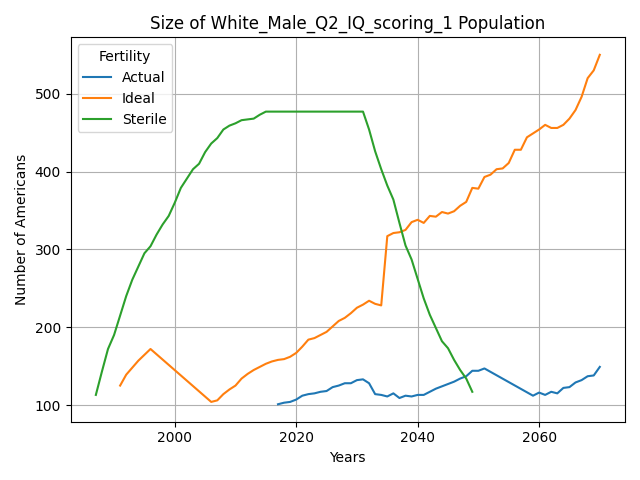 Size of White_Male_Q2_IQ_scoring_1 Population
Fertility
Actual
Ideal
Sterile
Number of Americans
500
400
300
200
100
2000
2020
2040
2060
Years